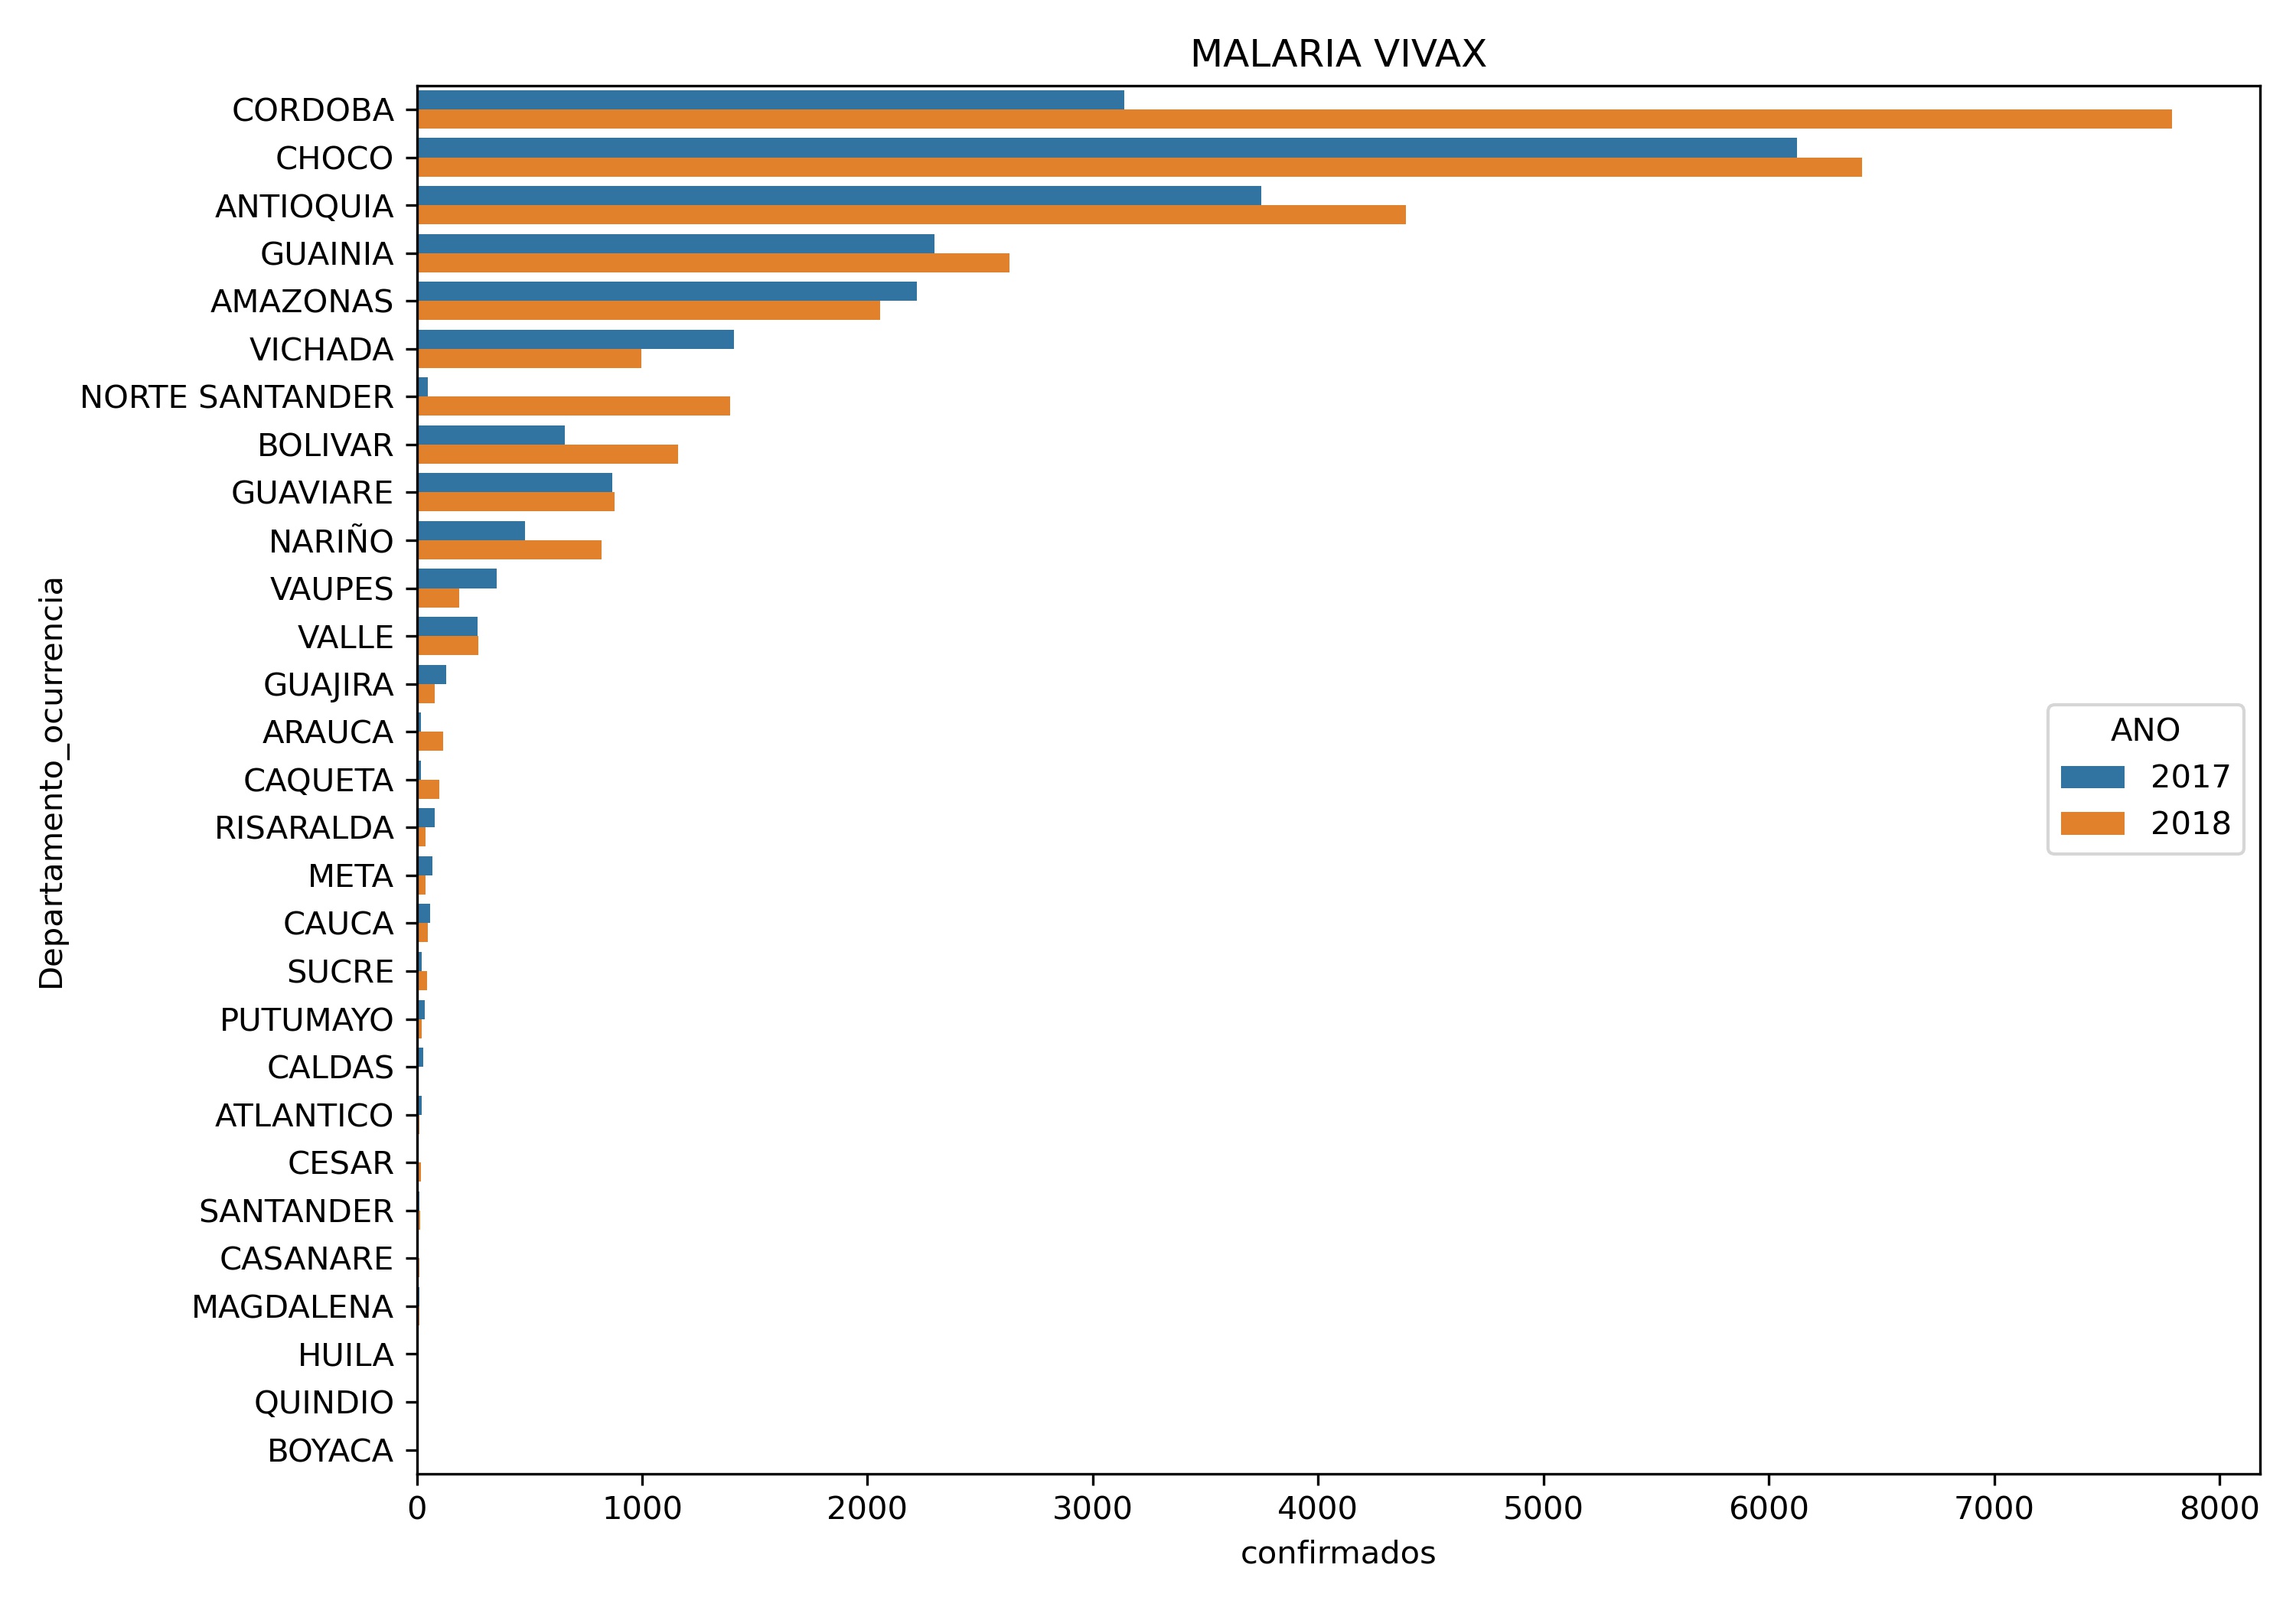 MALARIA VIVAX
Departamento_ocurrencia
CORDOBA
CHOCO
ANTIOQUIA
GUAINIA
AMAZONAS
VICHADA
NORTE SANTANDER
BOLIVAR
GUAVIARE
NARIÑO
VAUPES
VALLE
GUAJIRA
ARAUCA
CAQUETA
RISARALDA
META
CAUCA
SUCRE
PUTUMAYO
CALDAS
ATLANTICO
CESAR
SANTANDER
CASANARE
MAGDALENA
HUILA
QUINDIO
BOYACA
ANO
2017
2018
0 1000 2000 3000 4000 5000 6000 7000 8000
confirmados